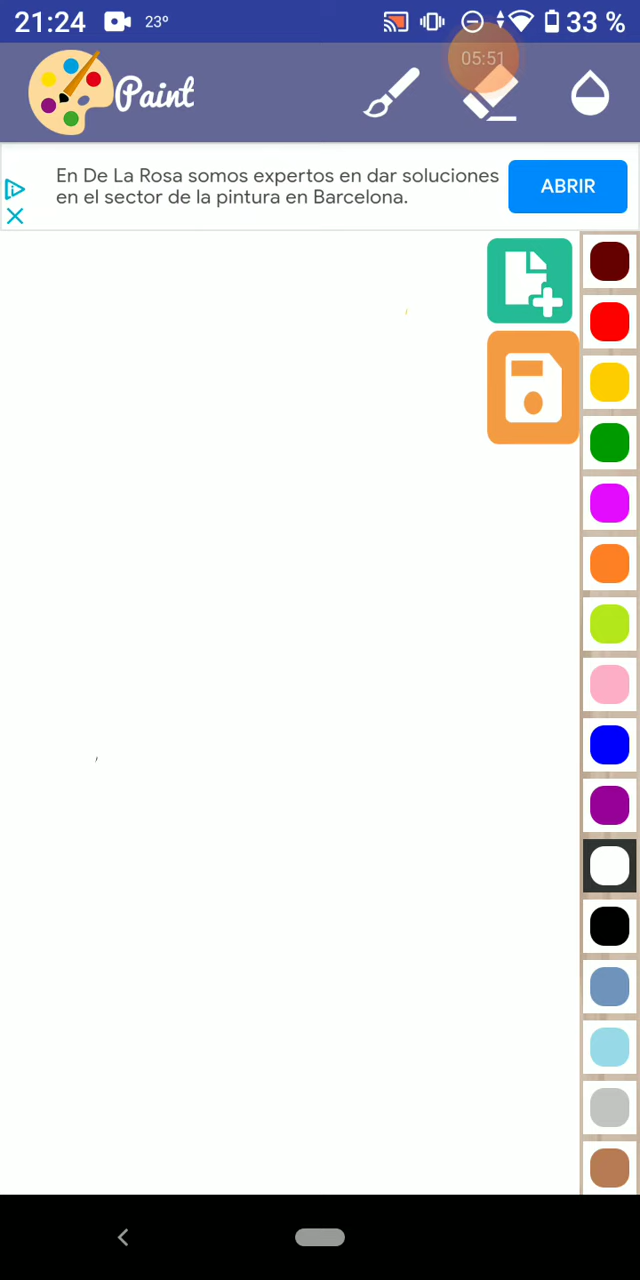 21:24 23º 33 %
05:51
Paint
En De La Rosa somos expertos en dar soluciones
en el sector de la pintura en Barcelona.
ABRIR